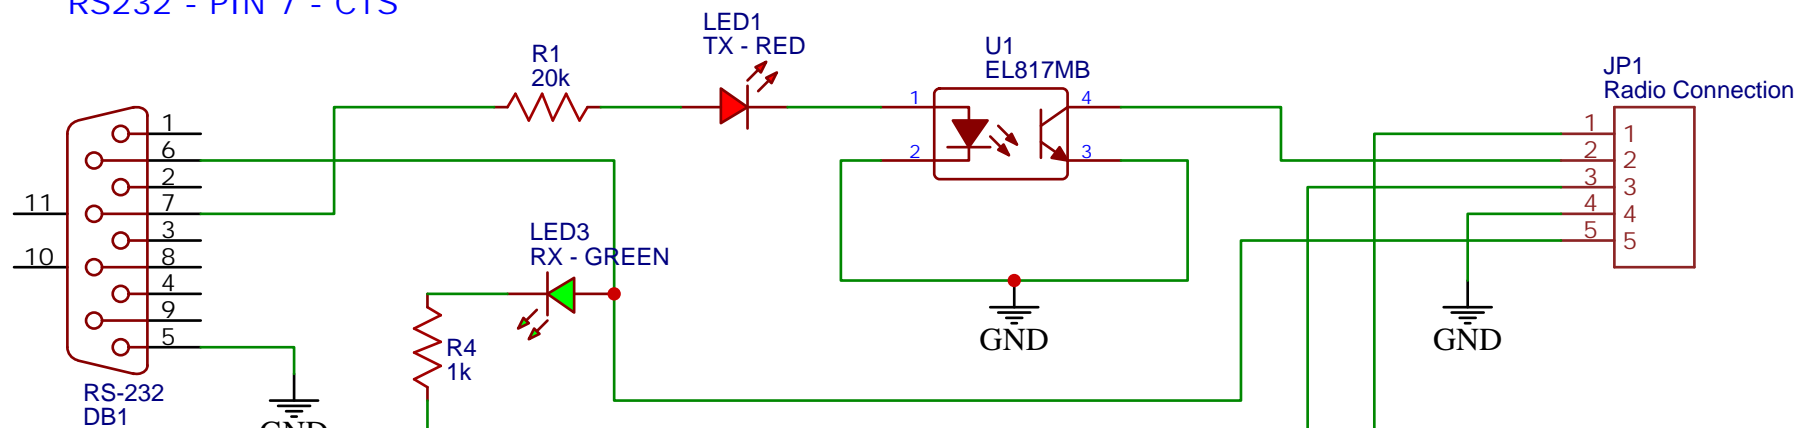 RS232 - PIN 7 - CTS
LED1
TX - RED
R1
20k
U1
EL817MB
1
2
4
3
JP1
Radio Connection
1 1
2 2
3 3
4 4
5 5
1
6
2
7
3
8
4
9
5
11
10
LED3
RX - GREEN
R4
1k
GND
GND
RS-232
DB1
GND